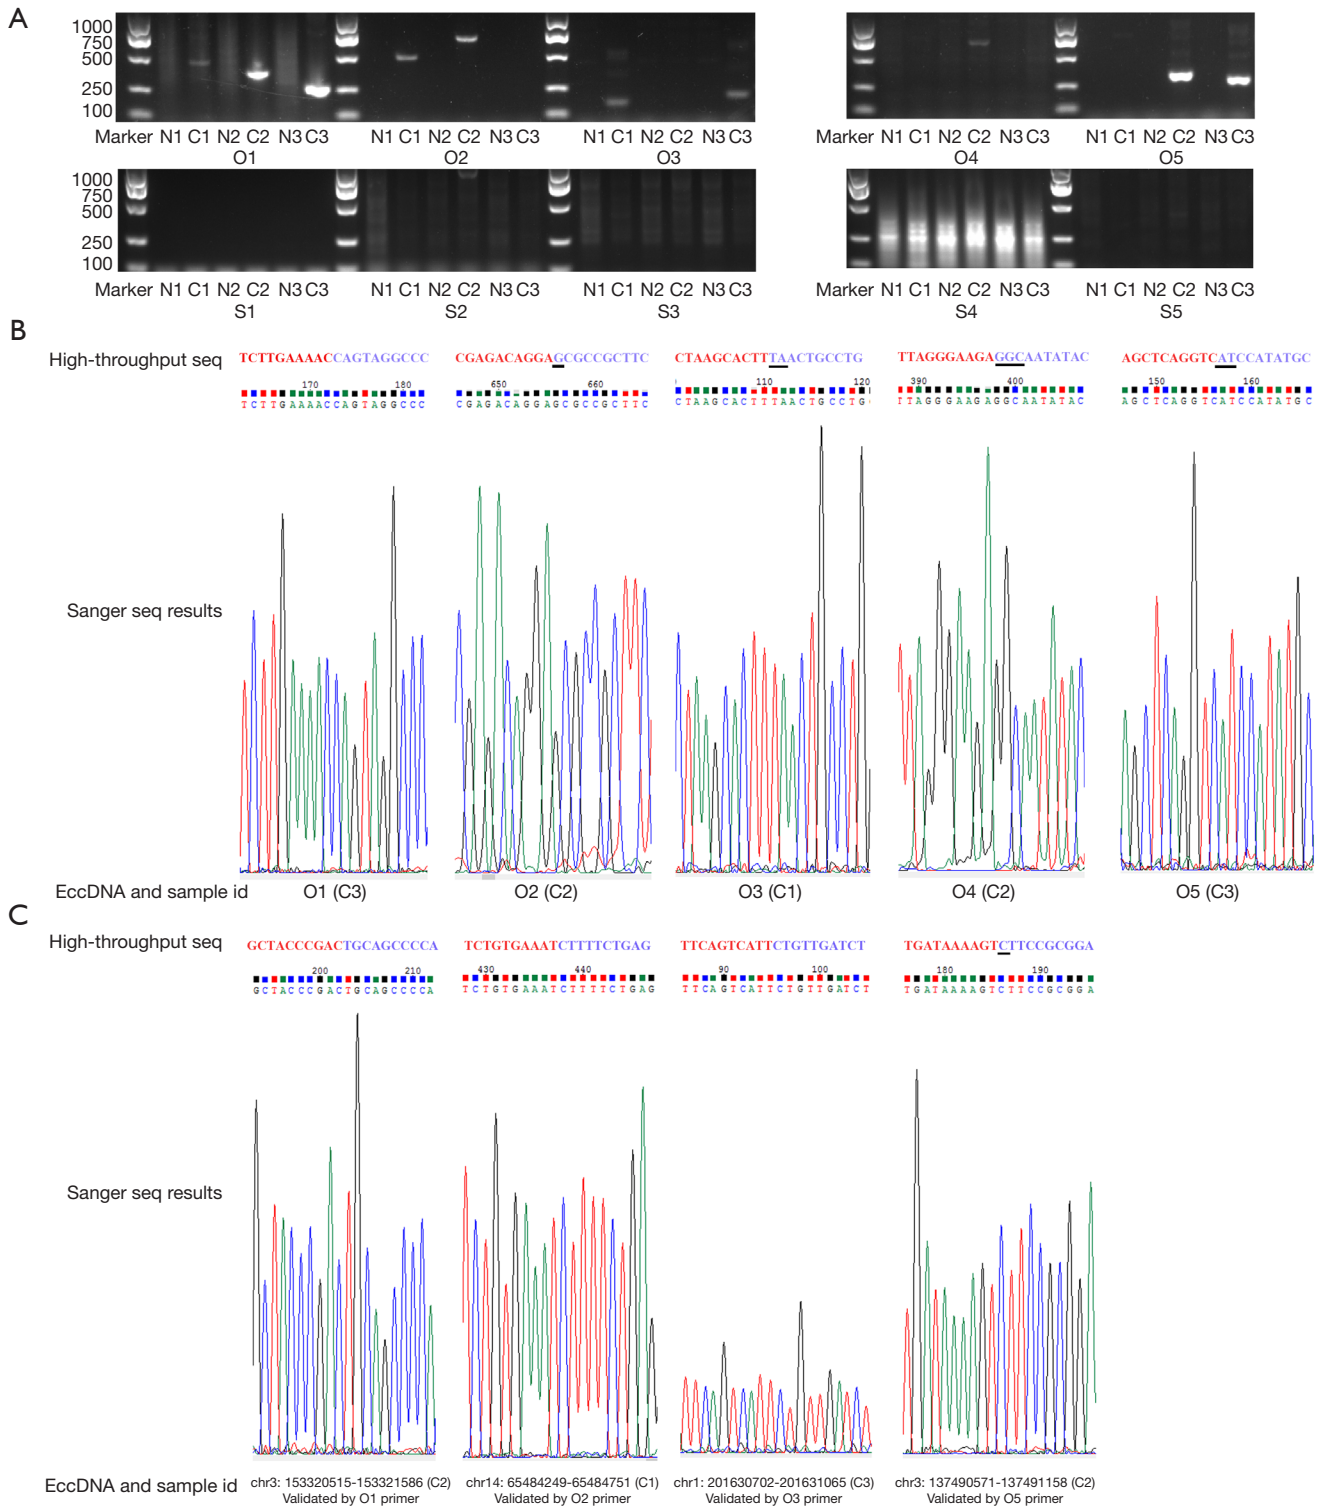 A
1000
750
500
250
100
Marker N1 C1 N2 C2 N3 C3 N1 C1 N2 C2 N3 C3 N1 C1 N2 C2 N3 C3 Marker N1 C1 N2 C2 N3 C3 N1 C1 N2 C2 N3 C3
O1 O2 O3 O4 O5
1000
750
500
250
100
Marker N1 C1 N2 C2 N3 C3 N1 C1 N2 C2 N3 C3 N1 C1 N2 C2 N3 C3 Marker N1 C1 N2 C2 N3 C3 N1 C1 N2 C2 N3 C3
S1 S2 S3 S4 S5
B
High-throughput seq TCTTGAAAACCAGTAGGCCC CGAGACAGGAGCGCCGCTTC CTAAGCACTTTAACTGCCTG TTAGGGAAGAGGCAATATAC AGCTCAGGTCATCCATATGC
170 180 650 660 110 120 390 400 150 160
TCTTGAAAACCAGTAGGCCC CGAGACAGGAGCGCCGCTTC CTAAGCACTTTAACTGCCTG TTAGGGAAGAGGCAATATAC AGCTCAGGTCATCCATATGC
Sanger seq results
EccDNA and sample id O1 (C3) O2 (C2) O3 (C1) O4 (C2) O5 (C3)
C
High-throughput seq GCTACCCGACTGCAGCCCCA TCTGTGAAATCTTTTCTGAG TTCAGTCATTCTGTTGATCT TGATAAAAGTCTTCCGCGGA
200 210 430 440 90 100 180 190
GCTACCCGACTGCAGCCCCA TCTGTGAAATCTTTTCTGAG TTCAGTCATTCTGTTGATCT TGATAAAAGTCTTCCGCGGA
Sanger seq results
EccDNA and sample id chr3: 153320515-153321586 (C2) chr14: 65484249-65484751 (C1) chr1: 201630702-201631065 (C3) chr3: 137490571-137491158 (C2)
Validated by O1 primer Validated by O2 primer Validated by O3 primer Validated by O5 primer